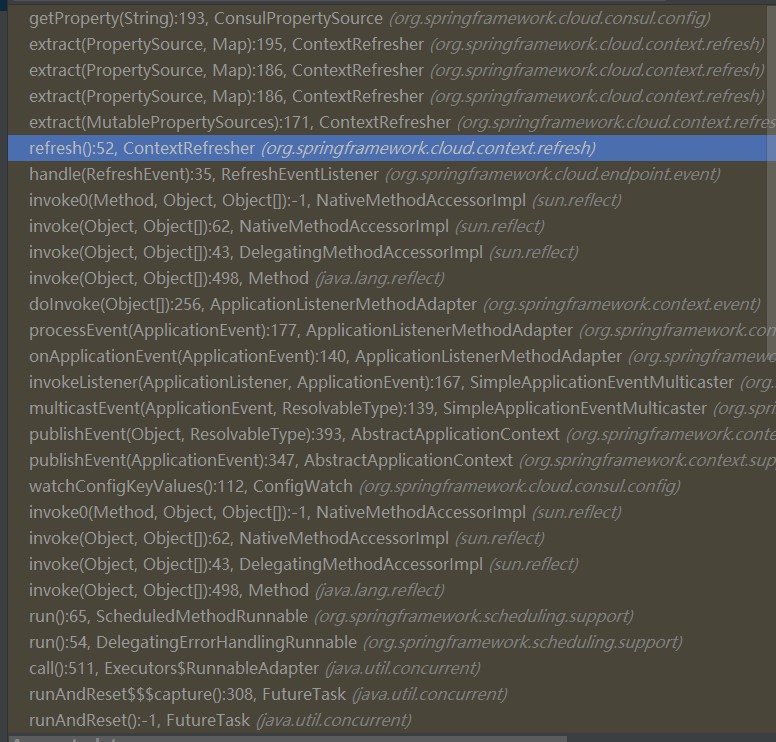 getProperty(String):193, ConsulPropertySource (org.springframework.cloud.consul.config)
extract(PropertySource, Map):195, ContextRefresher (org.springframework.cloud.context.refresh)
extract(PropertySource, Map):186, ContextRefresher (org.springframework.cloud.context.refresh)
extract(PropertySource, Map):186, ContextRefresher (org.springframework.cloud.context.refresh)
extract(MutablePropertySources):171, ContextRefresher (org.springframework.cloud.context.refres
refresh():52, ContextRefresher (org.springframework.cloud.context.refresh)
handle(RefreshEvent):35, RefreshEventListener (org.springframework.cloud.endpoint.event)
invoke0(Method, Object, Object[]):-1, NativeMethodAccessorImpl (sun.reflect)
invoke(Object, Object[]):62, NativeMethodAccessorImpl (sun.reflect)
invoke(Object, Object[]):43, DelegatingMethodAccessorImpl (sun.reflect)
invoke(Object, Object[]):498, Method (java.lang.reflect)
doInvoke(Object[]):256, ApplicationListenerMethodAdapter (org.springframework.context.event)
processEvent(ApplicationEvent):177, ApplicationListenerMethodAdapter (org.springframework.con
onApplicationEvent(ApplicationEvent):140, ApplicationListenerMethodAdapter (org.springframewo
invokeListener(ApplicationListener, ApplicationEvent):167, SimpleApplicationEventMulticaster (org.
multicastEvent(ApplicationEvent, ResolvableType):139, SimpleApplicationEventMulticaster (org.spri
publishEvent(Object, ResolvableType):393, AbstractApplicationContext (org.springframework.conte
publishEvent(ApplicationEvent):347, AbstractApplicationContext (org.springframework.context.sup
watchConfigKeyValues():112, ConfigWatch (org.springframework.cloud.consul.config)
invoke0(Method, Object, Object[]):-1, NativeMethodAccessorImpl (sun.reflect)
invoke(Object, Object[]):62, NativeMethodAccessorImpl (sun.reflect)
invoke(Object, Object[]):43, DelegatingMethodAccessorImpl (sun.reflect)
invoke(Object, Object[]):498, Method (java.lang.reflect)
run():65, ScheduledMethodRunnable (org.springframework.scheduling.support)
run():54, DelegatingErrorHandlingRunnable (org.springframework.scheduling.support)
call():511, Executors$RunnableAdapter (java.util.concurrent)
runAndReset$$$capture():308, FutureTask (java.util.concurrent)
runAndReset():-1, FutureTask (java.util.concurrent)